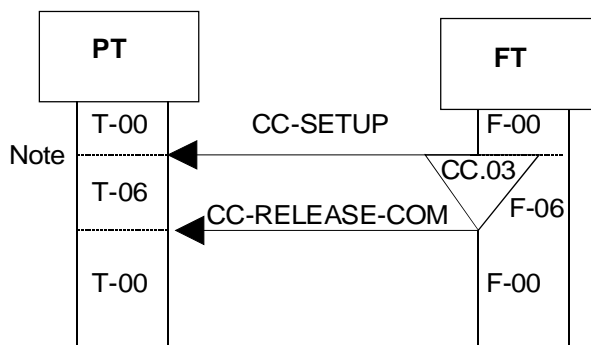 PT
FT
T-00
CC-SETUP
F-00
Note
CC.03
T-06
F-06
CC-RELEASE-COM
T-00
F-00